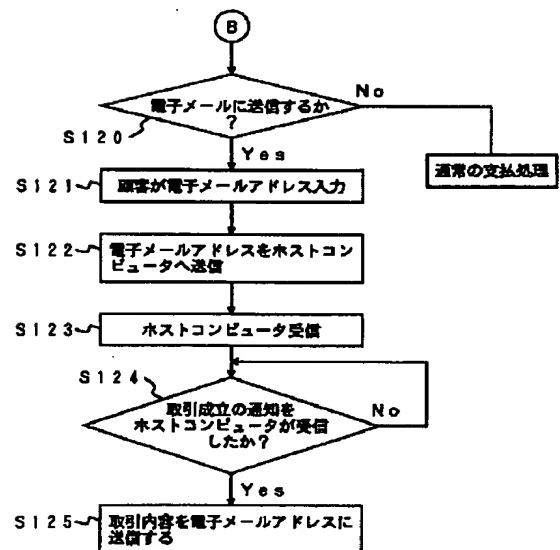 B
電子メールに送信するか
？
No
S120
Yes
通常の支払処理
S121
顧客が電子メールアドレス入力
S122
電子メールアドレスをホストコン
ピュータへ送信
S123
ホストコンピュータ受信
S124
取引成立の通知を
ホストコンピュータが受信
したか？
No
Yes
S125
取引内容を電子メールアドレスに
送信する